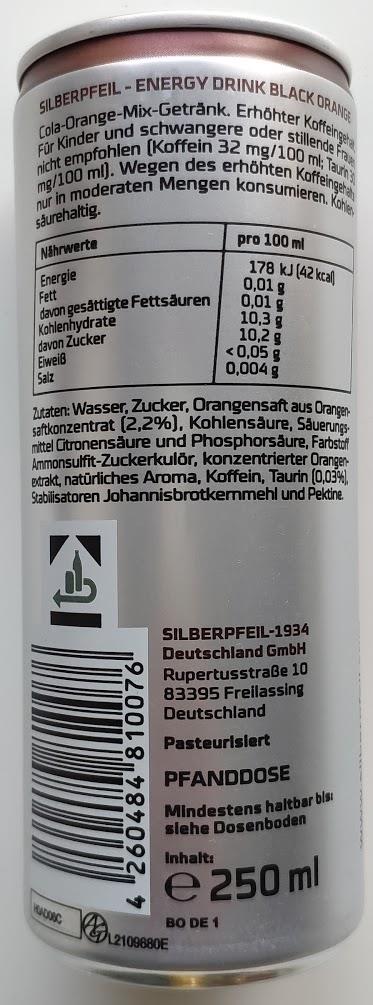 SILBERPFEIL - ENERGY DRINK BLACK ORANGE
Cola-Orange-Mix-Getränk. Erhöhter Koffeingehalt
Für Kinder und schwangere oder stillende Frauen
nicht empfohlen (Koffein 32 mg/100 ml; Taurin 30
mg/100 ml). Wegen des erhöhten Koffeingehalts
nur in moderaten Mengen konsumieren. Kohlen-
säurehaltig.
Nährwerte pro 100 ml
Energie 178 kJ (42 kcal)
Fett 0,01 g
davon gesättigte Fettsäuren 0,01 g
Kohlenhydrate 10,3 g
davon Zucker 10,2 g
Eiweiß <0,05 g
Salz 0,004 g
Zutaten: Wasser, Zucker, Orangensaft aus Orangen-
saftkonzentrat (2,2%), Kohlensäure, Säuerungs-
mittel Citronensäure und Phosphorsäure, Farbstoff
Ammonsulfit-Zuckerkulör, konzentrierter Orangen-
extrakt, natürliches Aroma, Koffein, Taurin (0,03%),
Stabilisatoren Johannisbrotkernmehl und Pektine.
SILBERPFEIL-1934
Deutschland GmbH
Rupertusstraße 10
83395 Freilassing
Deutschland
Pasteurisiert
PFANDDOSE
Mindestens haltbar bis:
siehe Dosenboden
Inhalt:
e 250 ml
BO DE 1
4 260484 810076
L2109880E